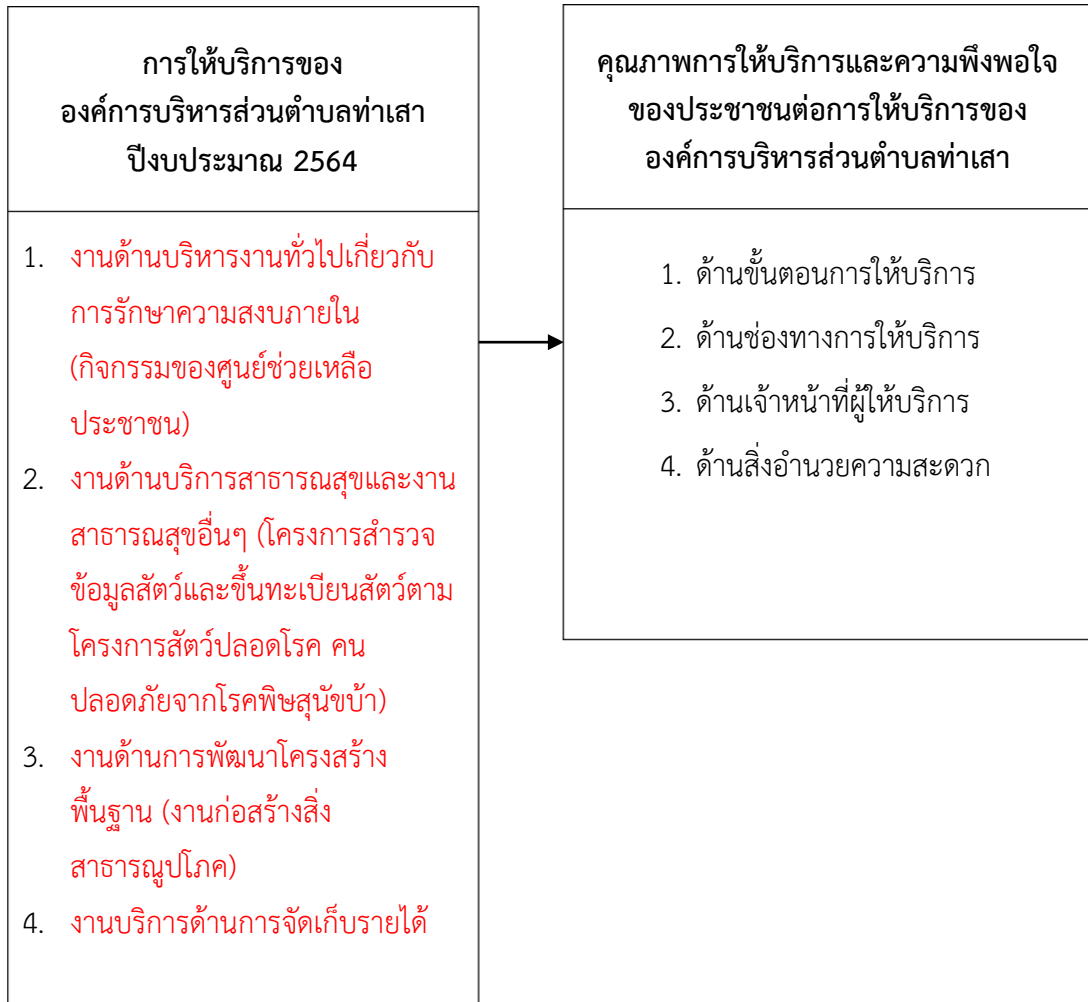 การให้บริการของ
องค์การบริหารส่วนตำบลท่าเสา
ปีงบประมาณ 2564
1. งานด้านบริหารงานทั่วไปเกี่ยวกับ
การรักษาความสงบภายใน
(กิจกรรมของศูนย์ช่วยเหลือ
ประชาชน)
2. งานด้านบริการสาธารณสุขและงาน
สาธารณสุขอื่นๆ (โครงการสำรวจ
ข้อมูลสัตว์และขึ้นทะเบียนสัตว์ตาม
โครงการสัตว์ปลอดโรค คน
ปลอดภัยจากโรคพิษสุนัขบ้า)
3. งานด้านการพัฒนาโครงสร้าง
พื้นฐาน (งานก่อสร้างสิ่ง
สาธารณูปโภค)
4. งานบริการด้านการจัดเก็บรายได้
คุณภาพการให้บริการและความพึงพอใจ
ของประชาชนต่อการให้บริการของ
องค์การบริหารส่วนตำบลท่าเสา
1. ด้านขั้นตอนการให้บริการ
2. ด้านช่องทางการให้บริการ
3. ด้านเจ้าหน้าที่ผู้ให้บริการ
4. ด้านสิ่งอำนวยความสะดวก